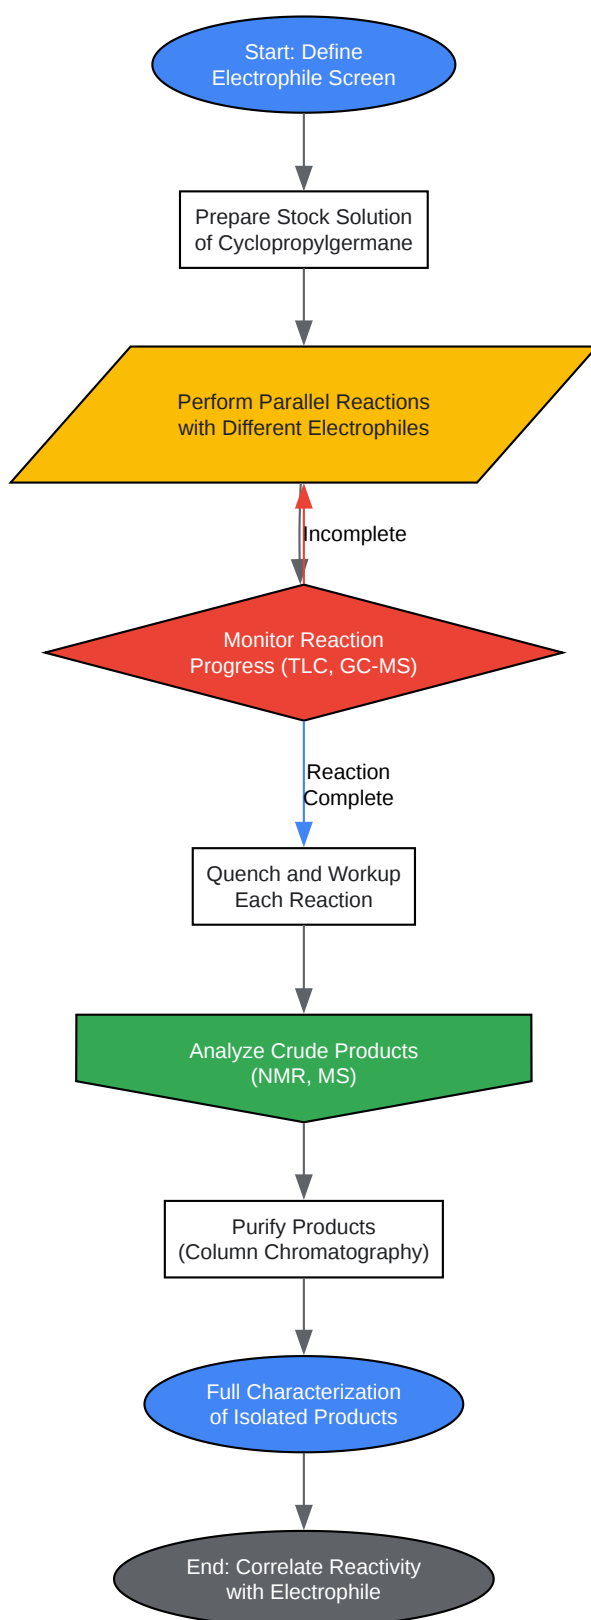 Start: Define
Electrophile Screen
Prepare Stock Solution
of Cyclopropylgermane
Perform Parallel Reactions
with Different Electrophiles
Incomplete
Monitor Reaction
Progress (TLC, GC-MS)
Reaction
Complete
Quench and Workup
Each Reaction
Analyze Crude Products
(NMR, MS)
Purify Products
(Column Chromatography)
Full Characterization
of Isolated Products
End: Correlate Reactivity
with Electrophile